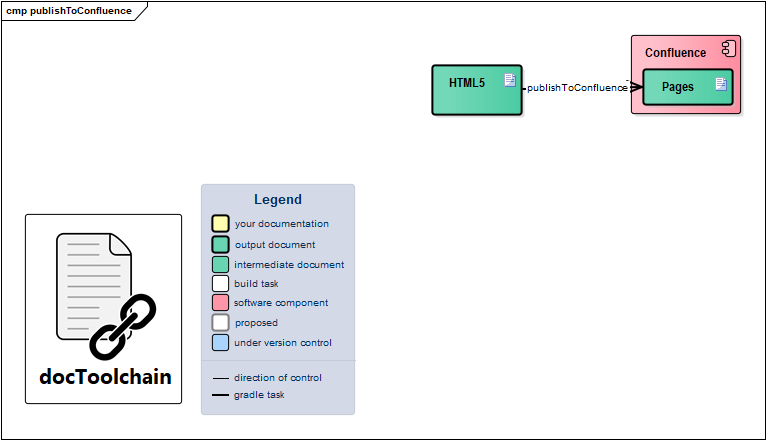 cmp publishToConfluence
HTML5
publishToConfluence
Confluence
Pages
docToolchain
Legend
your documentation
output document
intermediate document
build task
software component
proposed
under version control
direction of control
gradle task